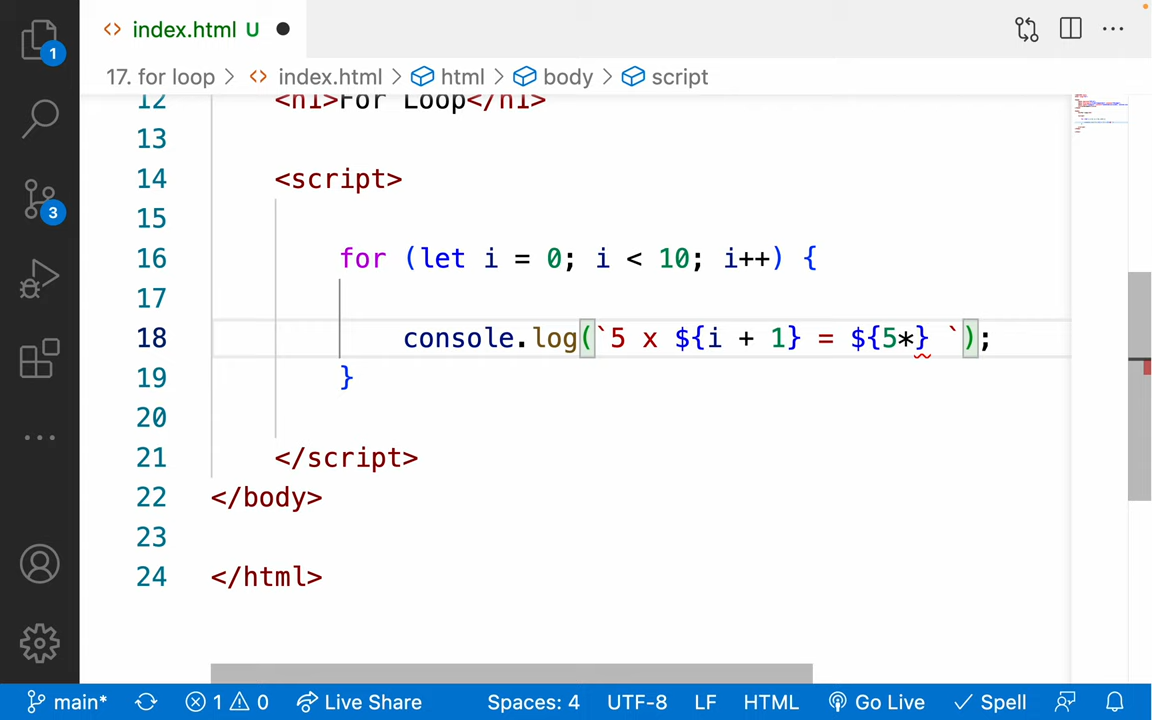 index.html U
1
17. for loop > index.html > html > body > script
12 <h1>For Loop</h1>
13
14 <script>
15
16 for (let i = 0; i < 10; i++) {
17
18 console.log(`5 x ${i + 1} = ${5*} `);
19 }
20
21 </script>
22 </body>
23
24 </html>
3
main* 1 0 Live Share Spaces: 4 UTF-8 LF HTML Go Live Spell